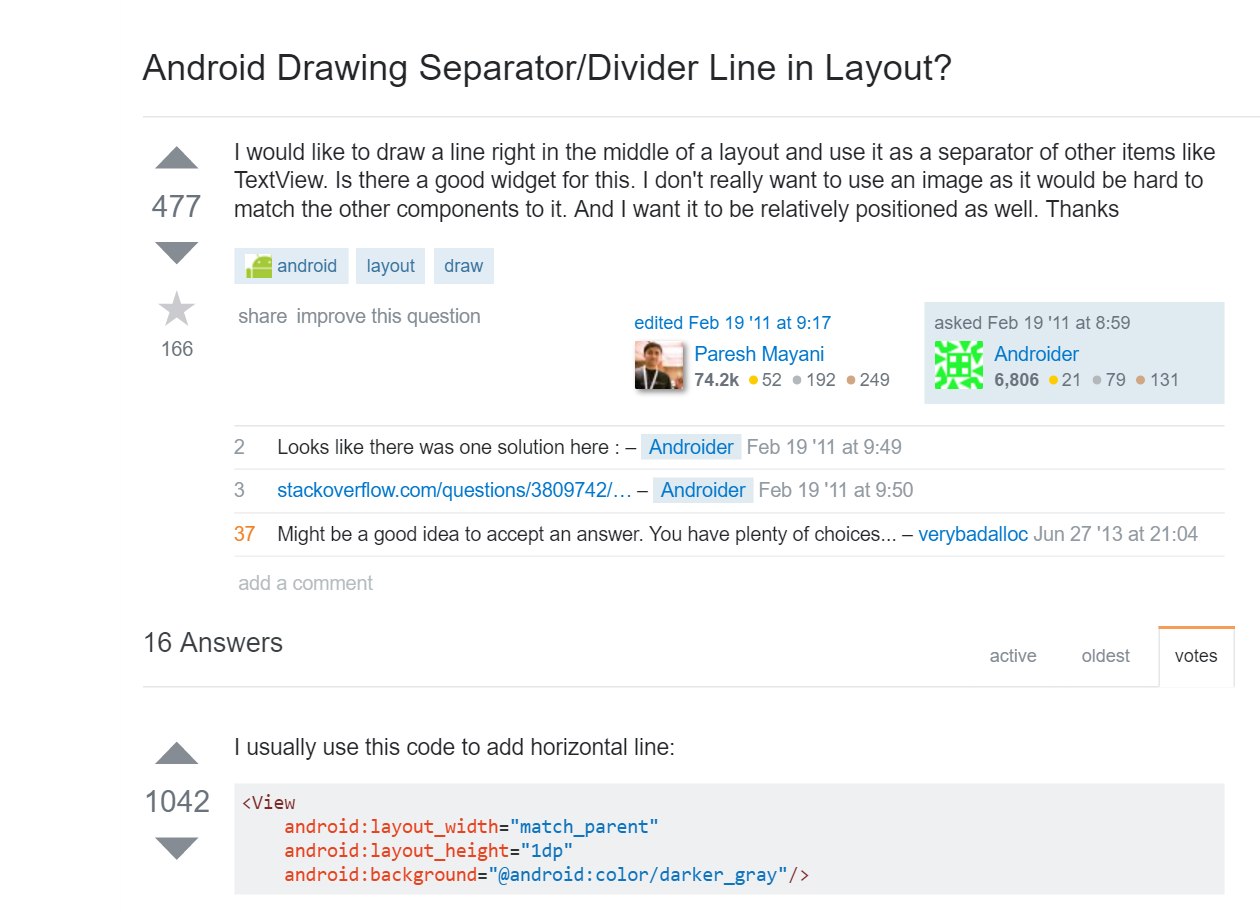 Android Drawing Separator/Divider Line in Layout?
I would like to draw a line right in the middle of a layout and use it as a separator of other items like
TextView. Is there a good widget for this. I don't really want to use an image as it would be hard to
match the other components to it. And I want it to be relatively positioned as well. Thanks
477
166
android layout draw
share improve this question
edited Feb 19 '11 at 9:17
Paresh Mayani
74.2k 52 192 249
asked Feb 19 '11 at 8:59
Androider
6,806 21 79 131
2 Looks like there was one solution here : – Androider Feb 19 '11 at 9:49
3 stackoverflow.com/questions/3809742/… – Androider Feb 19 '11 at 9:50
37 Might be a good idea to accept an answer. You have plenty of choices... – verybadalloc Jun 27 '13 at 21:04
add a comment
16 Answers
active oldest votes
1042
I usually use this code to add horizontal line:
<View
    android:layout_width="match_parent"
    android:layout_height="1dp"
    android:background="@android:color/darker_gray"/>